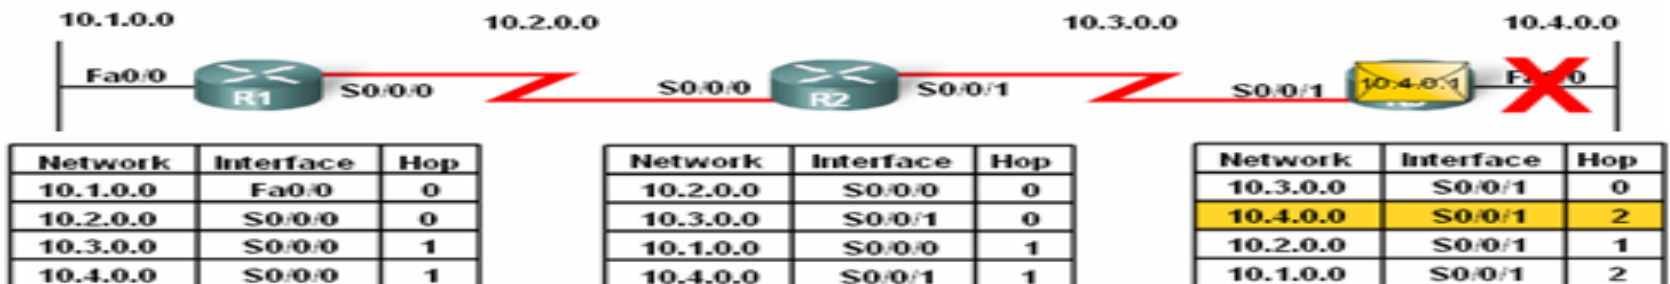 10.1.0.0 10.2.0.0 10.3.0.0 10.4.0.0
Fa0/0 R1 S0/0/0 S0/0/0 R2 S0/0/1 S0/0/1 10.4.0.1
Network Interface Hop
10.1.0.0 Fa0/0 0
10.2.0.0 S0/0/0 0
10.3.0.0 S0/0/0 1
10.4.0.0 S0/0/0 1
Network Interface Hop
10.2.0.0 S0/0/0 0
10.3.0.0 S0/0/1 0
10.1.0.0 S0/0/0 1
10.4.0.0 S0/0/1 1
Network Interface Hop
10.3.0.0 S0/0/1 0
10.4.0.0 S0/0/1 2
10.2.0.0 S0/0/1 1
10.1.0.0 S0/0/1 2